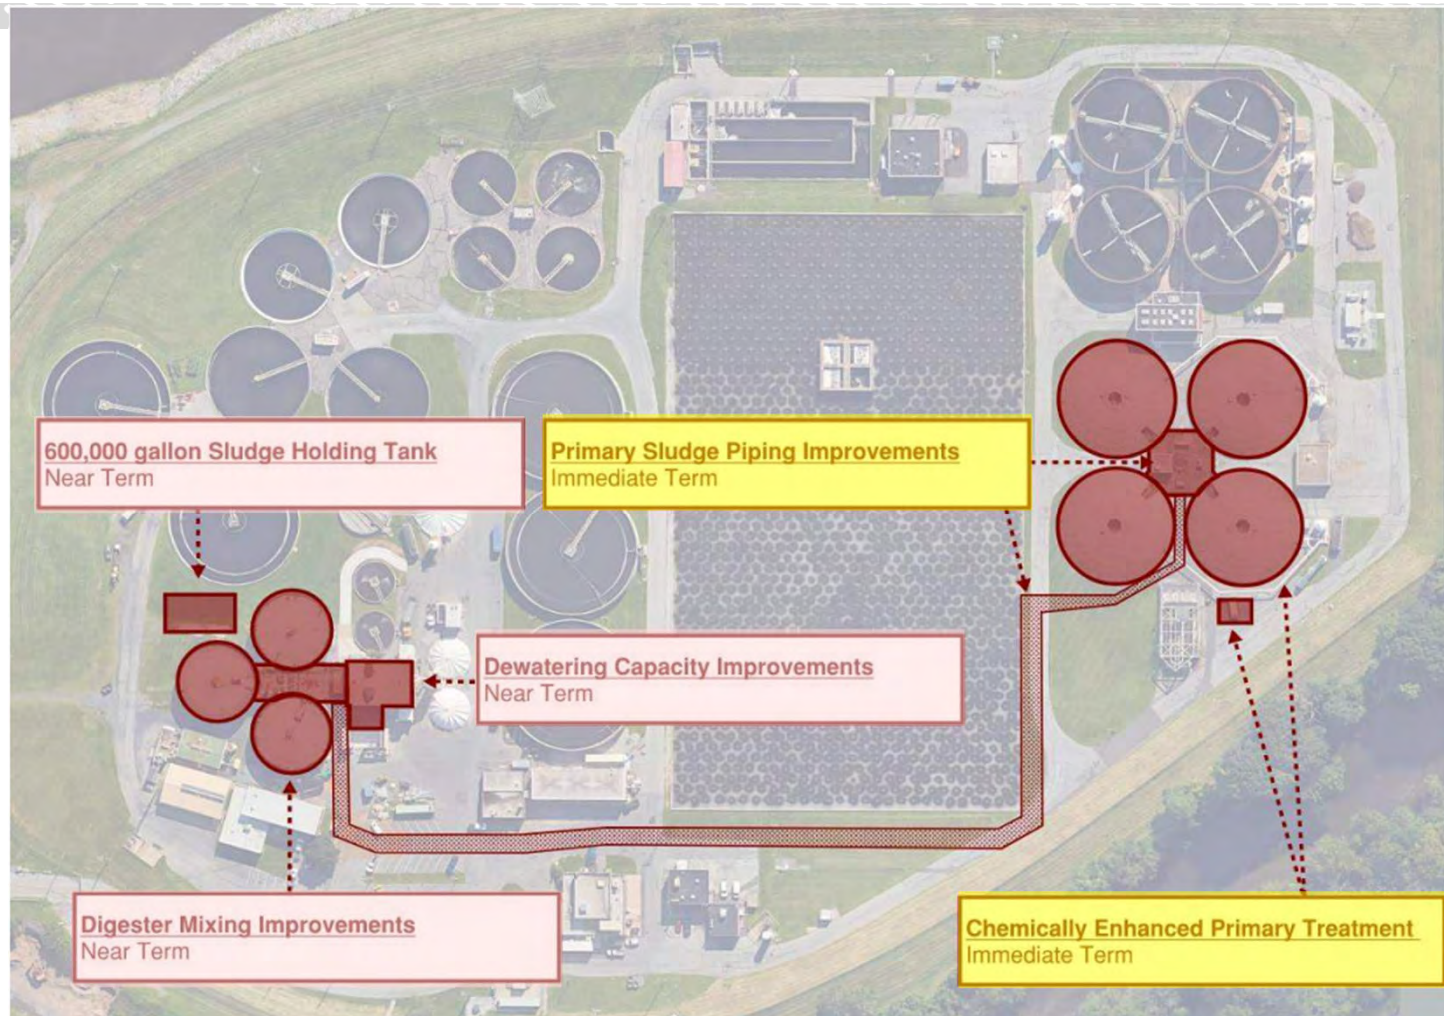 600,000 gallon Sludge Holding Tank
Near Term
Primary Sludge Piping Improvements
Immediate Term
Dewatering Capacity Improvements
Near Term
Digester Mixing Improvements
Near Term
Chemically Enhanced Primary Treatment
Immediate Term